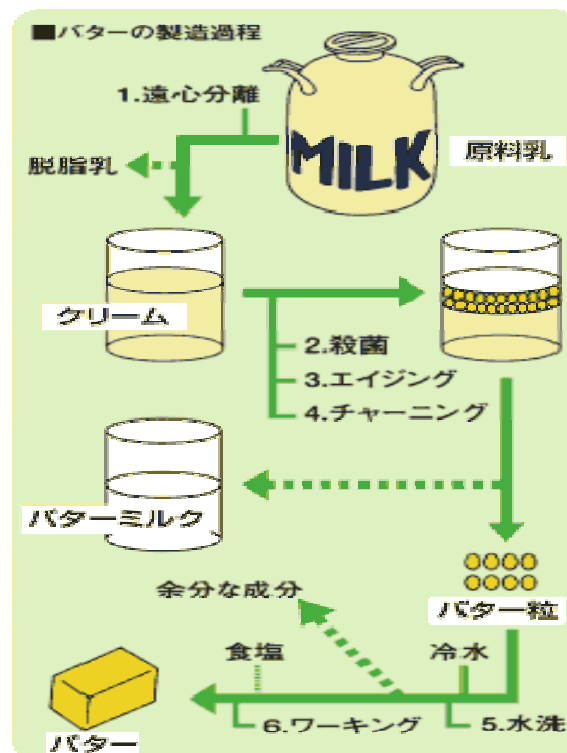 ■バターの製造過程
1.遠心分離
MILK
原料乳
脱脂乳
クリーム
2.殺菌
3.エイジング
4.チャーニング
バターミルク
バター粒
余分な成分
食塩
冷水
6.ワーキング
5.水洗
バター